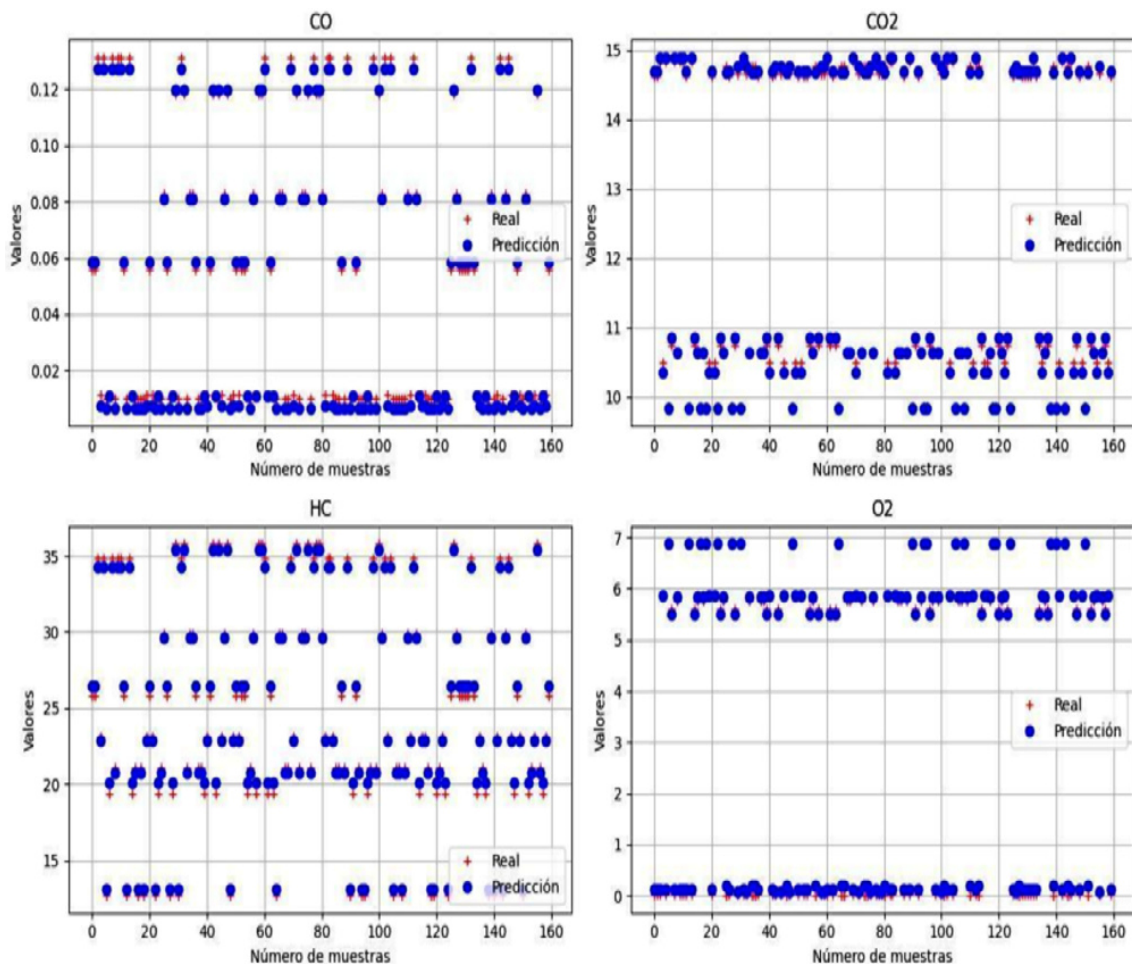 CO
0.12
0.10
0.08
0.06
0.04
0.02
Valores
Real
Predicción
0 20 40 60 80 100 120 140 160
Número de muestras
CO2
15
14
13
12
11
10
Valores
Real
Predicción
0 20 40 60 80 100 120 140 160
Número de muestras
HC
35
30
25
20
15
Valores
Real
Predicción
0 20 40 60 80 100 120 140 160
Número de muestras
O2
7
6
5
4
3
2
1
0
Valores
Real
Predicción
0 20 40 60 80 100 120 140 160
Número de muestras